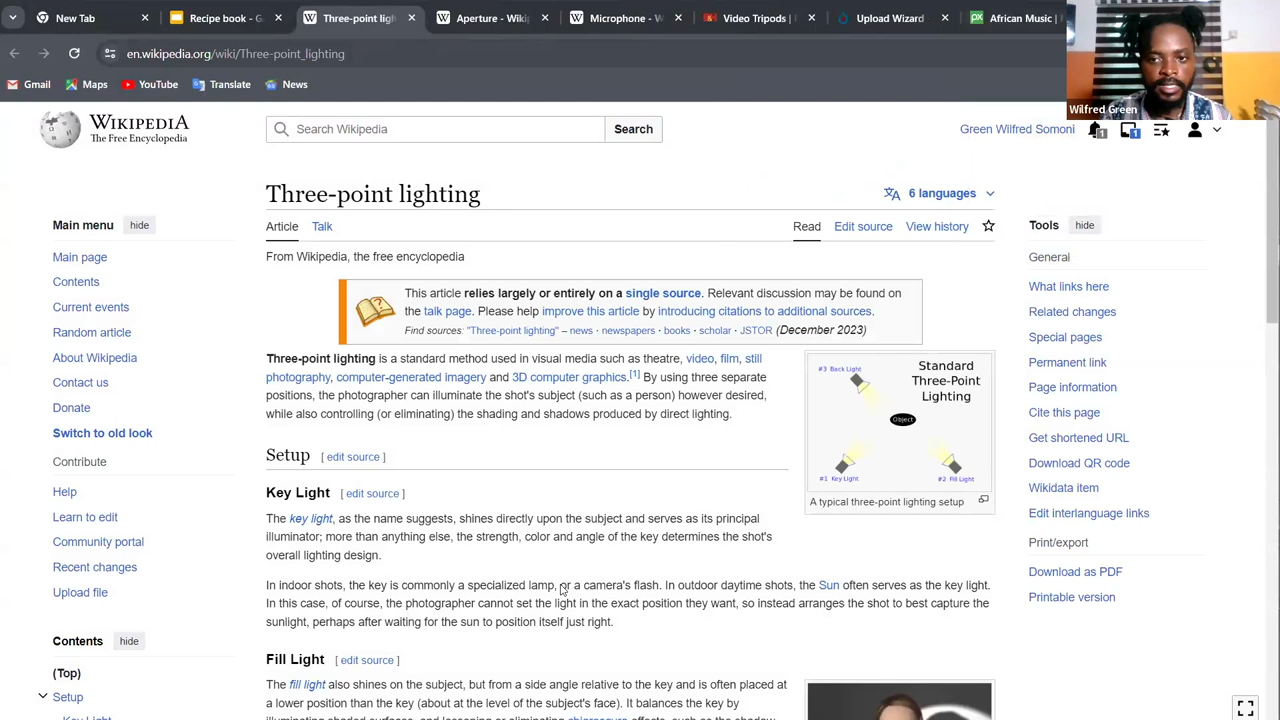 Recipe book - G
Three-point light
Upload Wi
African Music |
en.wikipedia.org/wiki/Three-point_lighting
Gmail Maps YouTube Translate News
Wilfred Green
WIKIPEDIA
The Free Encyclopedia
Search Wikipedia Search
Green Wilfred Somoni 1 1
Three-point lighting
6 languages
Article Talk Read Edit source View history
From Wikipedia, the free encyclopedia
Main menu hide
Main page
Contents
Current events
Random article
About Wikipedia
Contact us
Donate
Switch to old look
Contribute
Help
Learn to edit
Community portal
Recent changes
Upload file
Contents hide
(Top)
Setup
This article relies largely or entirely on a single source. Relevant discussion may be found on
the talk page. Please help improve this article by introducing citations to additional sources.
Find sources: "Three-point lighting" – news · newspapers · books · scholar · JSTOR (December 2023)
Three-point lighting is a standard method used in visual media such as theatre, video, film, still
photography, computer-generated imagery and 3D computer graphics.[1] By using three separate
positions, the photographer can illuminate the shot's subject (such as a person) however desired,
while also controlling (or eliminating) the shading and shadows produced by direct lighting.
Setup [ edit source ]
Key Light [ edit source ]
The key light, as the name suggests, shines directly upon the subject and serves as its principal
illuminator; more than anything else, the strength, color and angle of the key determines the shot's
overall lighting design.
In indoor shots, the key is commonly a specialized lamp, or a camera's flash. In outdoor daytime shots, the Sun often serves as the key light.
In this case, of course, the photographer cannot set the light in the exact position they want, so instead arranges the shot to best capture the
sunlight, perhaps after waiting for the sun to position itself just right.
Fill Light [ edit source ]
The fill light also shines on the subject, but from a side angle relative to the key and is often placed at
a lower position than the key (about at the level of the subject's face). It balances the key by
#3 Back Light
Standard
Three-Point
Lighting
Object
#1 Key Light
#2 Fill Light
A typical three-point lighting setup
Tools hide
General
What links here
Related changes
Special pages
Permanent link
Page information
Cite this page
Get shortened URL
Download QR code
Wikidata item
Edit interlanguage links
Print/export
Download as PDF
Printable version